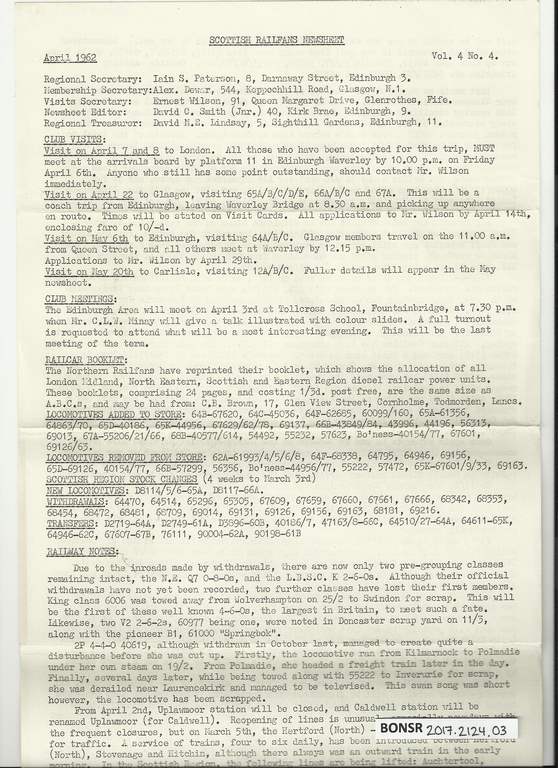 SCOTTISH RAILFANS NEWSHEET
April 1962 Vol. 4 No. 4.
Regional Secretary: Iain S. Paterson, 8, Darnaway Street, Edinburgh 3.
Membership Secretary:Alex. Dewar, 544, Keppochhill Road, Glasgow, N.1.
Visits Secretary: Ernest Wilson, 91, Queen Margaret Drive, Glenrothes, Fife.
Newsheet Editor: David C. Smith (Jnr.) 40, Kirk Brae, Edinburgh, 9.
Regional Treasurer: David N.S. Lindsay, 5, Sighthill Gardens, Edinburgh, 11.
CLUB VISITS:
Visit on April 7 and 8 to London. All those who have been accepted for this trip, MUST
meet at the arrivals board by platform 11 in Edinburgh Waverley by 10.00 p.m. on Friday
April 6th. Anyone who still has some point outstanding, should contact Mr. Wilson
immediately.
Visit on April 22 to Glasgow, visiting 65A/B/C/D/E, 66A/B/C and 67A. This will be a
coach trip from Edinburgh, leaving Waverley Bridge at 8.30 a.m. and picking up anywhere
en route. Times will be stated on Visit Cards. All applications to Mr. Wilson by April 14th,
enclosing fare of 10/-d.
Visit on May 6th to Edinburgh, visiting 64A/B/C. Glasgow members travel on the 11.00 a.m.
from Queen Street, and all others meet at Waverley by 12.15 p.m.
Applications to Mr. Wilson by April 29th.
Visit on May 20th to Carlisle, visiting 12A/B/C. Fuller details will appear in the May
newsheet.
CLUB MEETINGS:
The Edinburgh Area will meet on April 3rd at Tollcross School, Fountainbridge, at 7.30 p.m.
when Mr. C.L.W. Minay will give a talk illustrated with colour slides. A full turnout
is requested to attend what will be a most interesting evening. This will be the last
meeting of the term.
RAILCAR BOOKLET:
The Northern Railfans have reprinted their booklet, which shows the allocation of all
London Midland, North Eastern, Scottish and Eastern Region diesel railcar power units.
These booklets, comprising 24 pages, and costing 1/3d. post free, are the same size as
A.B.C.s, and may be had from: C.B. Brown, 17, Glen View Street, Cornholme, Todmorden, Lancs.
LOCOMOTIVES ADDED TO STORE: 64B-67620, 64C-45036, 64F-62685, 60099/160, 65A-61356,
64863/70, 65D-40186, 65K-44956, 67629/62/78, 69137, 66B-43849/84, 43996, 44196, 56313,
69013, 67A-55206/21/66, 68B-40577/614, 54492, 55232, 57623, Bo'ness-40154/77, 67601,
69126/63.
LOCOMOTIVES REMOVED FROM STORE: 62A-61993/4/5/6/8, 64F-68338, 64795, 64946, 69156,
65D-69126, 40154/77, 66B-57299, 56356, Bo'ness-44956/77, 55222, 57472, 65K-67601/9/33, 69163.
SCOTTISH REGION STOCK CHANGES (4 weeks to March 3rd)
NEW LOCOMOTIVES: D8114/5/6-65A, D8117-66A.
WITHDRAWALS: 64470, 64514, 65296, 65305, 67609, 67659, 67660, 67661, 67666, 68342, 68353,
68454, 68472, 68481, 68709, 69014, 69131, 69126, 69156, 69163, 68181, 69216.
TRANSFERS: D2719-64A, D2749-61A, D3896-60B, 40186/7, 47163/8-66C, 64510/27-64A, 64611-65K,
64946-62C, 67607-67B, 76111, 90004-62A, 90198-61B
RAILWAY NOTES:
Due to the inroads made by withdrawals, there are now only two pre-grouping classes
remaining intact, the N.E. Q7 0-8-0s, and the L.B.S.C. K 2-6-0s. Although their official
withdrawals have not yet been recorded, two further classes have lost their first members.
King class 6006 was towed away from Wolverhampton on 25/2 to Swindon for scrap. This will
be the first of these well known 4-6-0s, the largest in Britain, to meet such a fate.
Likewise, two V2 2-6-2s, 60977 being one, were noted in Doncaster scrap yard on 11/3,
along with the pioneer B1, 61000 "Springbok".
2P 4-4-0 40619, although withdrawn in October last, managed to create quite a
disturbance before she was cut up. Firstly, the locomotive ran from Kilmarnock to Polmadie
under her own steam on 19/2. From Polmadie, she headed a freight train later in the day.
Finally, several days later, while being towed along with 55222 to Inverurie for scrap,
she was derailed near Laurencekirk and managed to be televised. This swan song was short
however, the locomotive has been scrapped.
From April 2nd, Uplawmoor station will be closed, and Caldwell station will be
renamed Uplawmoor (for Caldwell). Reopening of lines is unusual,
the frequent closures, but on March 5th, the Hertford (North) -
for traffic. A service of trains, four to six daily, has been introduced between Hertford
(North), Stevenage and Hitchin, although there always was an outward train in the early
morning. In the Scottish Region, the following lines are being lifted: Auchtertool,
BONSR 2017.2124.03